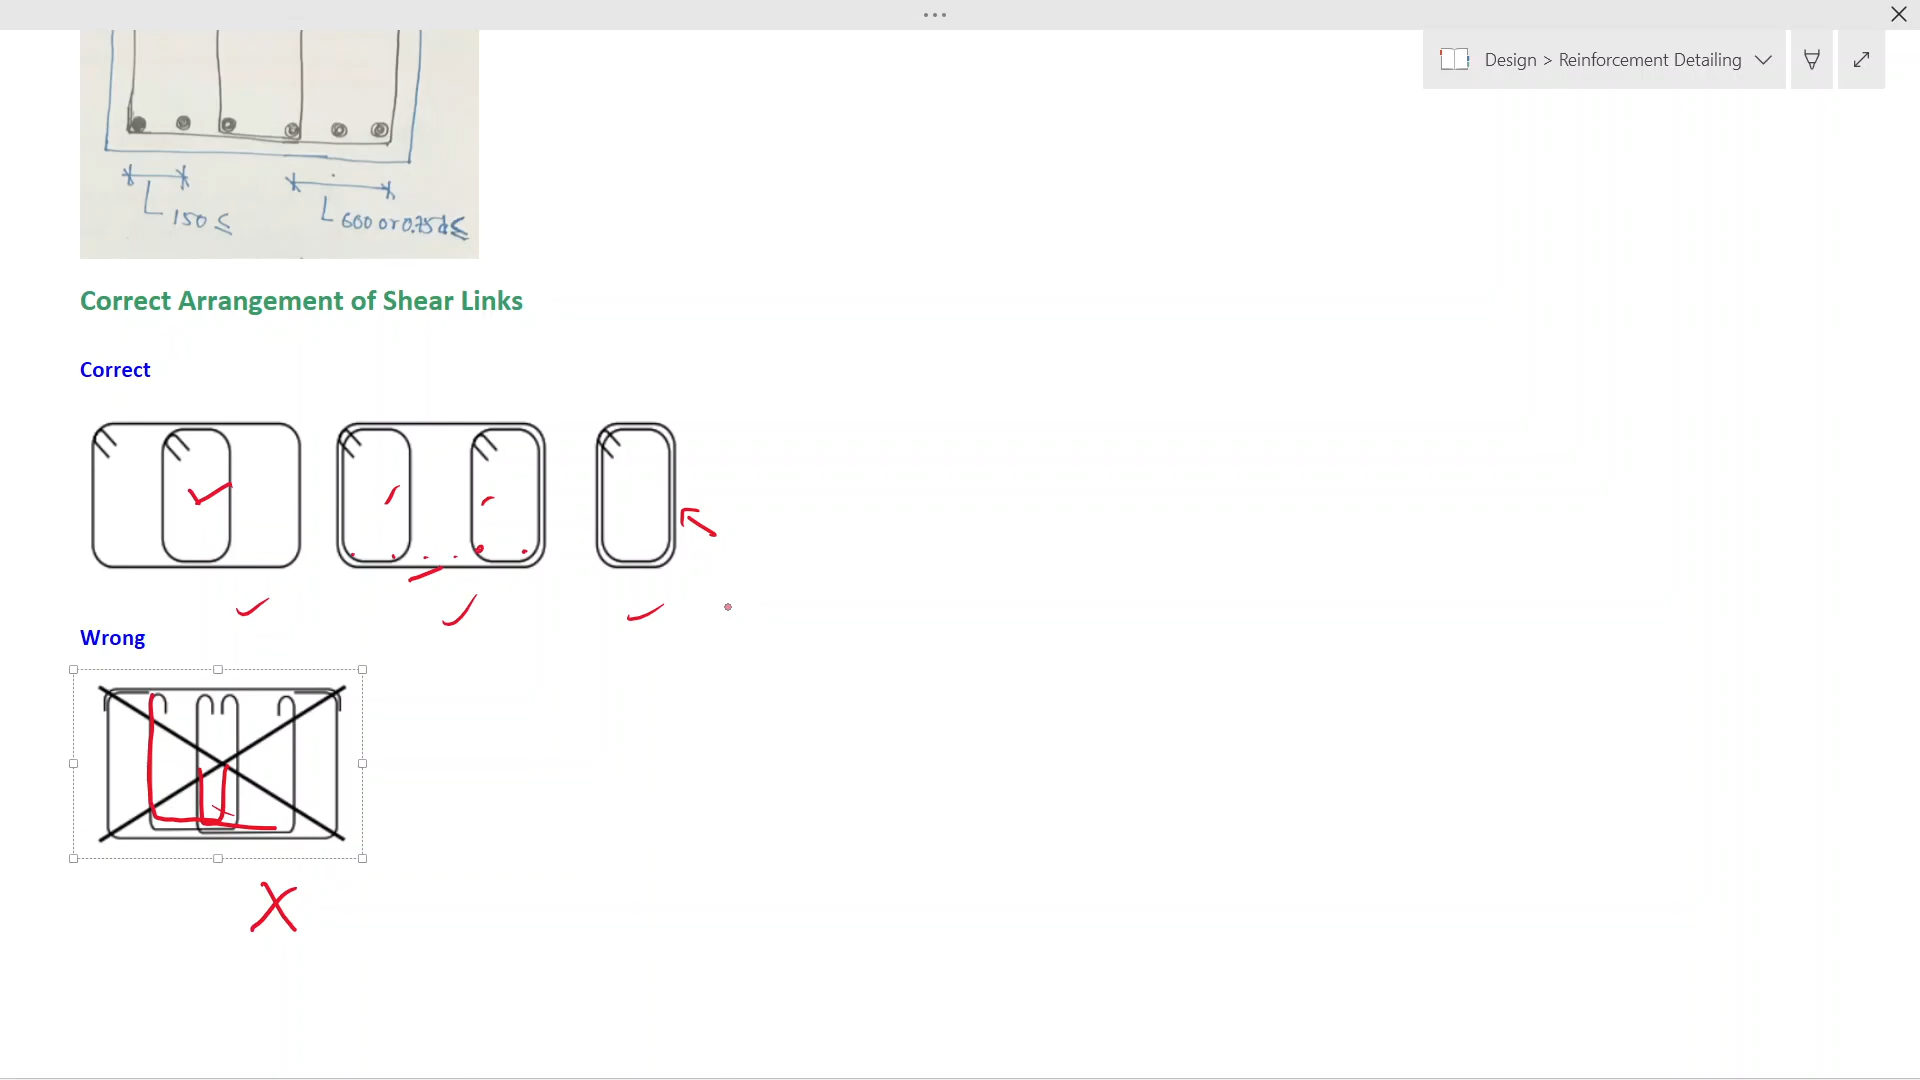 Design > Reinforcement Detailing
150 ≤
600 or 0.75d ≤
Correct Arrangement of Shear Links
Correct
Wrong